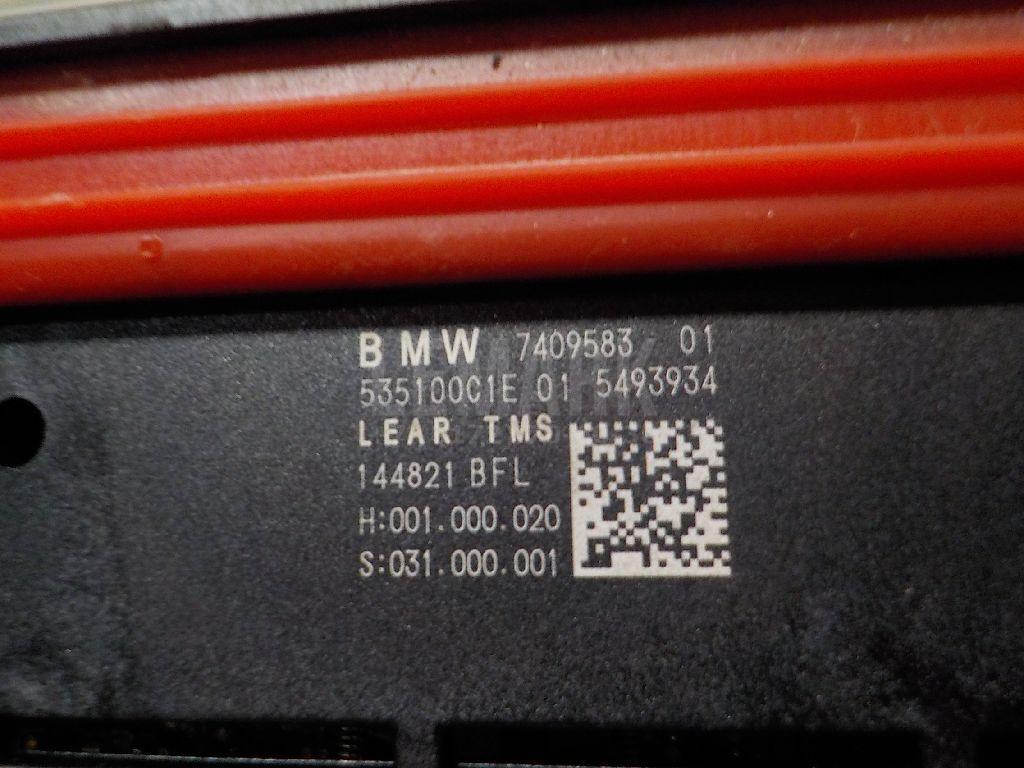 BMW 7409583 01
535100C1E 01 5493934
LEAR TMS
144821 BFL
H:001.000.020
S:031.000.001